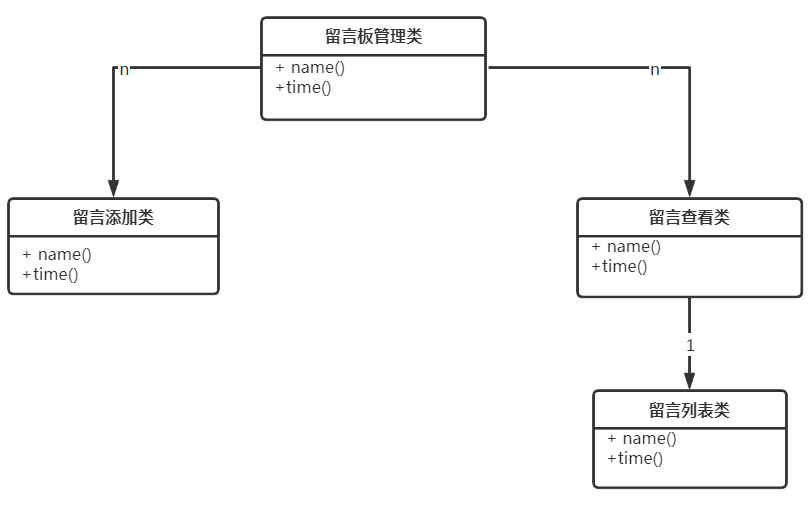 留言板管理类
+ name()
+time()
n
n
留言添加类
+ name()
+time()
留言查看类
+ name()
+time()
1
留言列表类
+ name()
+time()